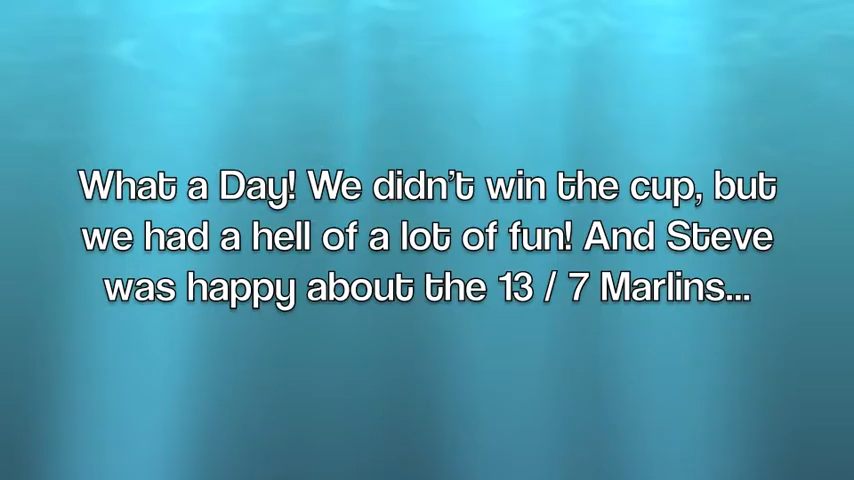 What a Day! We didn't win the cup, but
we had a hell of a lot of fun! And Steve
was happy about the 13 / 7 Marlins...